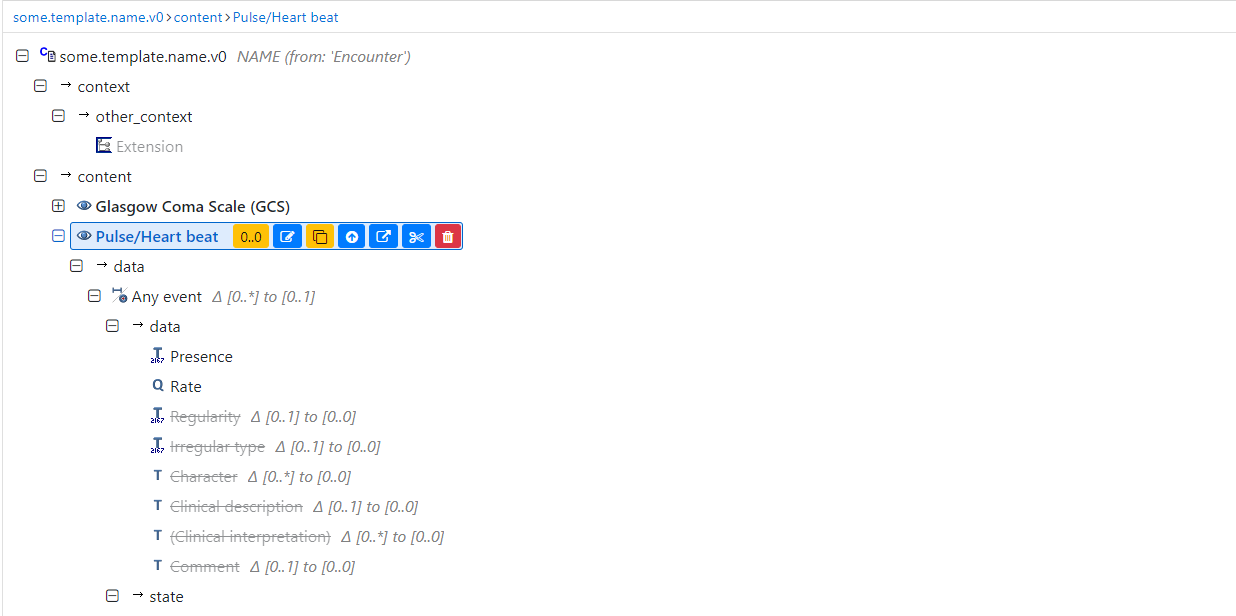 some.template.name.v0 › content › Pulse/Heart beat
some.template.name.v0 NAME (from: 'Encounter')
→ context
→ other_context
Extension
→ content
Glasgow Coma Scale (GCS)
Pulse/Heart beat 0..0
→ data
Any event Δ [0..*] to [0..1]
→ data
Presence
Q Rate
Regularity Δ [0..1] to [0..0]
Irregular type Δ [0..1] to [0..0]
T Character Δ [0..*] to [0..0]
T Clinical description Δ [0..1] to [0..0]
T (Clinical interpretation) Δ [0..*] to [0..0]
T Comment Δ [0..1] to [0..0]
→ state